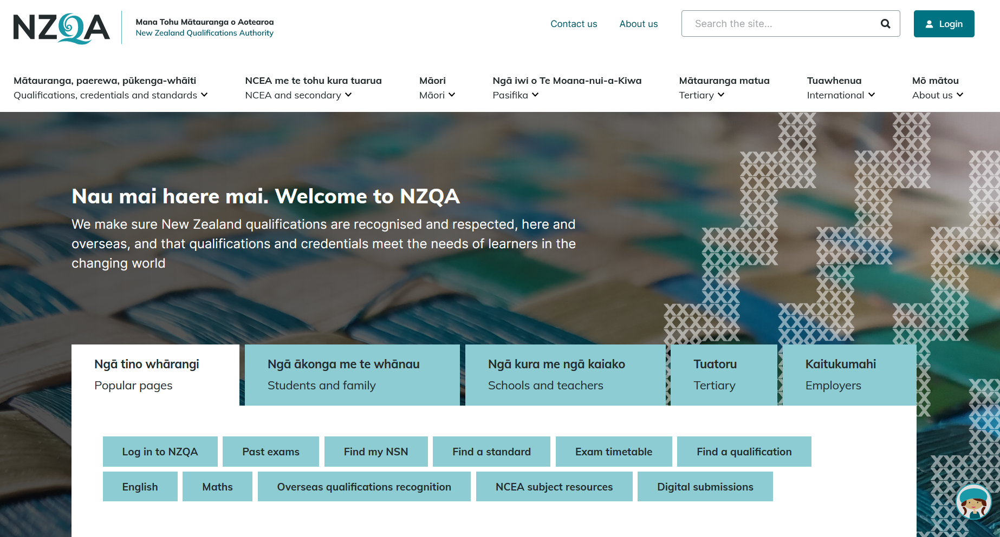 NZQA
Mana Tohu Mātauranga o Aotearoa
New Zealand Qualifications Authority
Contact us
About us
Search the site...
Login
Mātauranga, paerewa, pūkenga-whāiti
Qualifications, credentials and standards
NCEA me te tohu kura tuarua
NCEA and secondary
Māori
Māori
Ngā iwi o Te Moana-nui-a-Kiwa
Pasifika
Mātauranga matua
Tertiary
Tuawhenua
International
Mō mātou
About us
Nau mai haere mai. Welcome to NZQA
We make sure New Zealand qualifications are recognised and respected, here and
overseas, and that qualifications and credentials meet the needs of learners in the
changing world
Ngā tino whārangi
Popular pages
Ngā ākonga me te whānau
Students and family
Ngā kura me ngā kaiako
Schools and teachers
Tuatoru
Tertiary
Kaitukumahi
Employers
Log in to NZQA
Past exams
Find my NSN
Find a standard
Exam timetable
Find a qualification
English
Maths
Overseas qualifications recognition
NCEA subject resources
Digital submissions